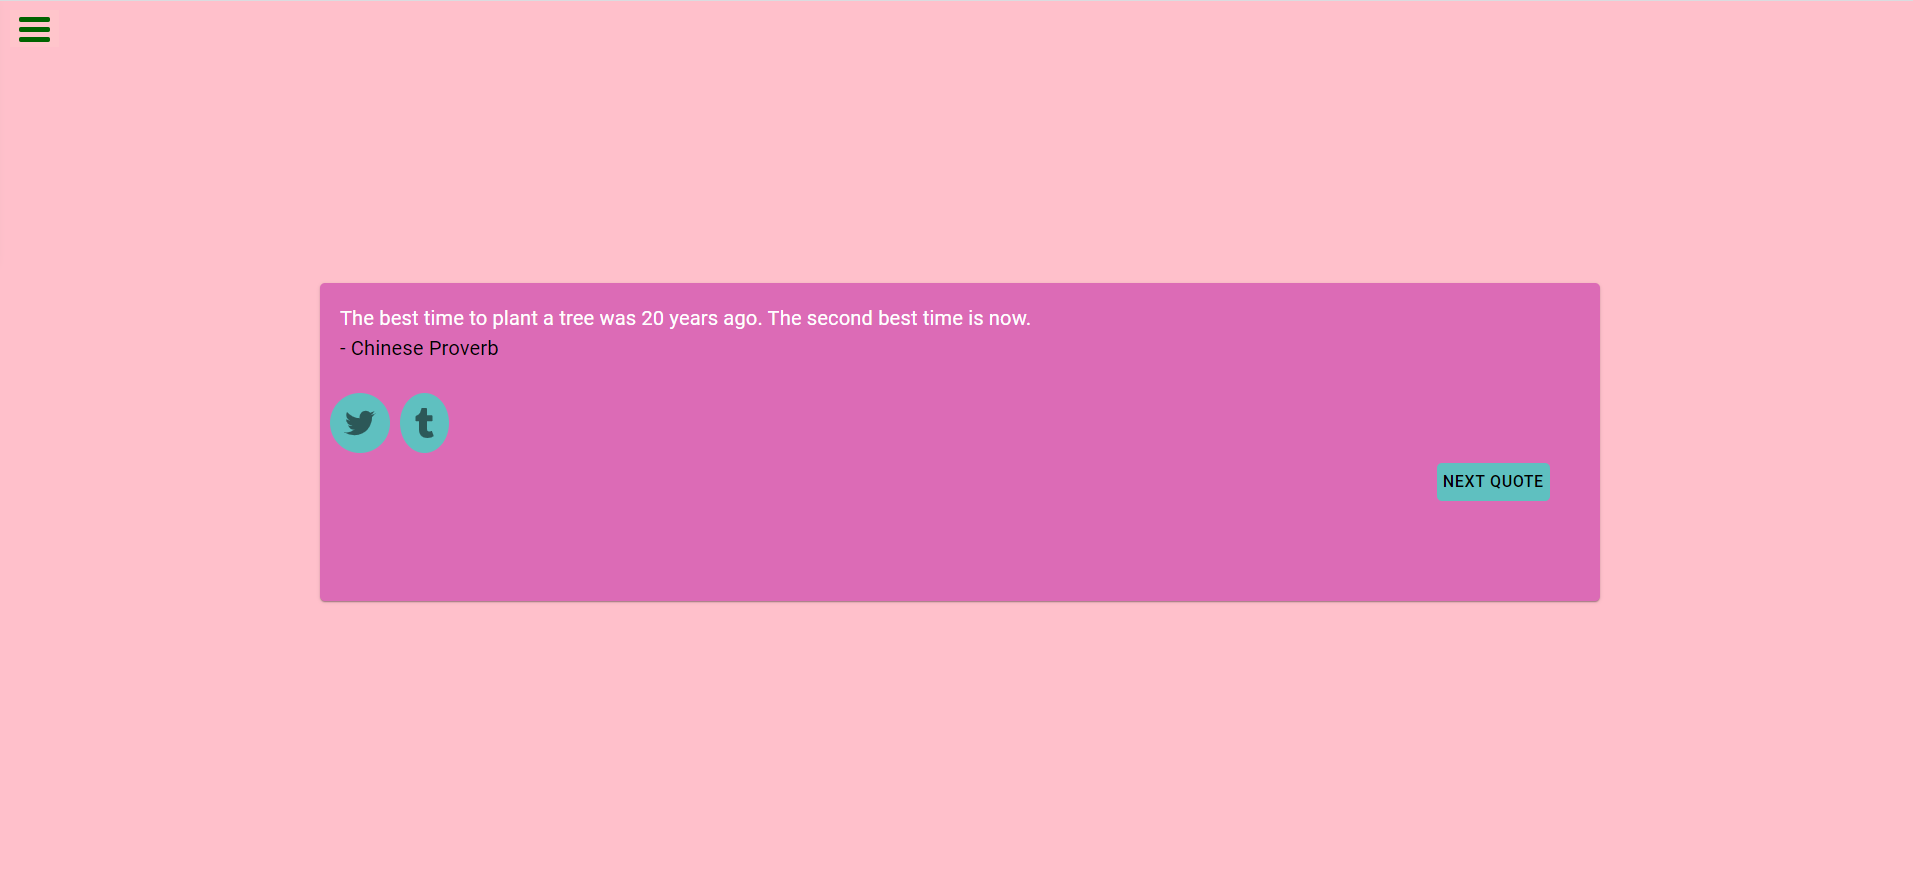 The best time to plant a tree was 20 years ago. The second best time is now.
- Chinese Proverb
NEXT QUOTE